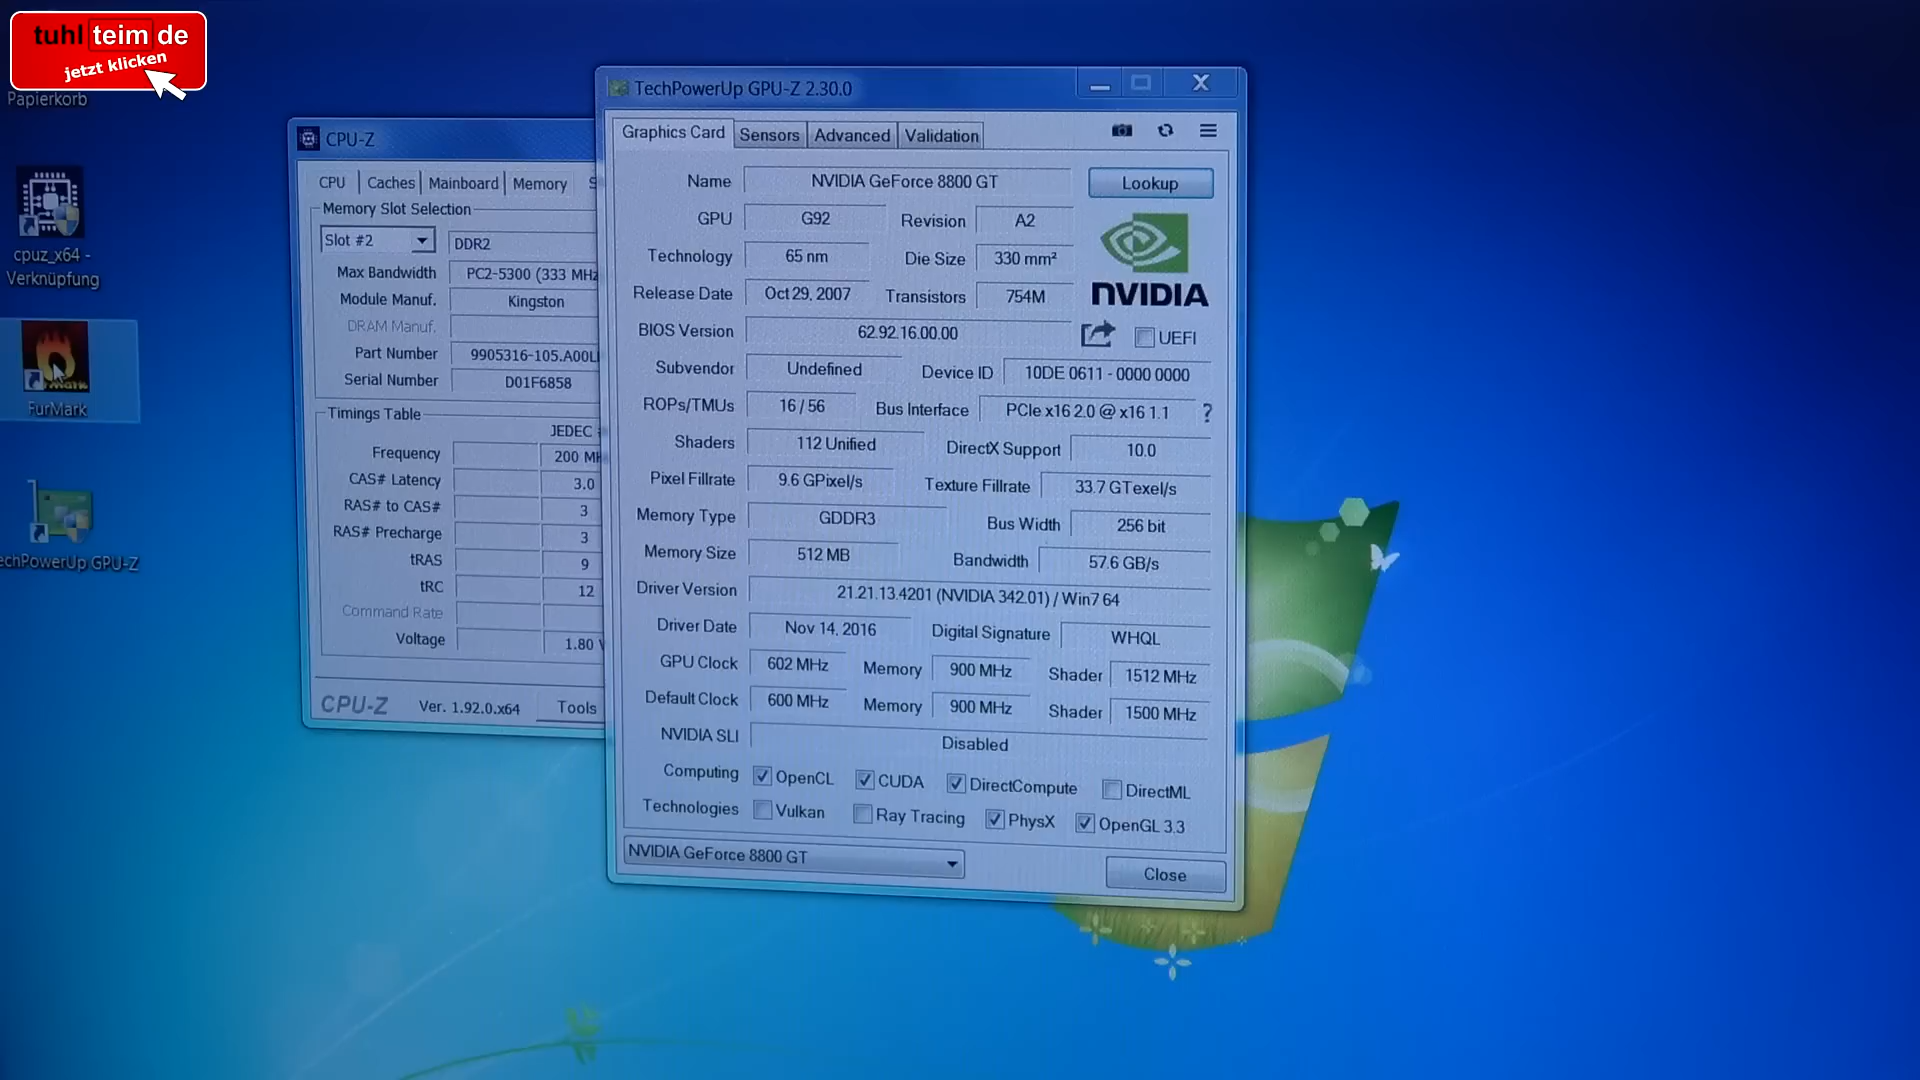 tuhl teim de
jetzt klicken
Papierkorb
cpuz_x64 -
Verknüpfung
FurMark
echPowerUp GPU-Z
CPU-Z
CPU Caches Mainboard Memory S
Memory Slot Selection
Slot #2 DDR2
Max Bandwidth PC2-5300 (333 MHz
Module Manuf. Kingston
DRAM Manuf.
Part Number 9905316-105.A00L
Serial Number D01F6858
Timings Table
JEDEC #
Frequency 200 MH
CAS# Latency 3.0
RAS# to CAS# 3
RAS# Precharge 3
tRAS 9
tRC 12
Command Rate
Voltage 1.80 V
CPU-Z Ver. 1.92.0.x64 Tools
TechPowerUp GPU-Z 2.30.0
Graphics Card Sensors Advanced Validation
Name NVIDIA GeForce 8800 GT Lookup
GPU G92 Revision A2
Technology 65 nm Die Size 330 mm²
Release Date Oct 29, 2007 Transistors 754M
NVIDIA
BIOS Version 62.92.16.00.00 UEFI
Subvendor Undefined Device ID 10DE 0611 - 0000 0000
ROPs/TMUs 16 / 56 Bus Interface PCIe x16 2.0 @ x16 1.1 ?
Shaders 112 Unified DirectX Support 10.0
Pixel Fillrate 9.6 GPixel/s Texture Fillrate 33.7 GTexel/s
Memory Type GDDR3 Bus Width 256 bit
Memory Size 512 MB Bandwidth 57.6 GB/s
Driver Version 21.21.13.4201 (NVIDIA 342.01) / Win7 64
Driver Date Nov 14, 2016 Digital Signature WHQL
GPU Clock 602 MHz Memory 900 MHz Shader 1512 MHz
Default Clock 600 MHz Memory 900 MHz Shader 1500 MHz
NVIDIA SLI Disabled
Computing OpenCL CUDA DirectCompute DirectML
Technologies Vulkan Ray Tracing PhysX OpenGL 3.3
NVIDIA GeForce 8800 GT Close